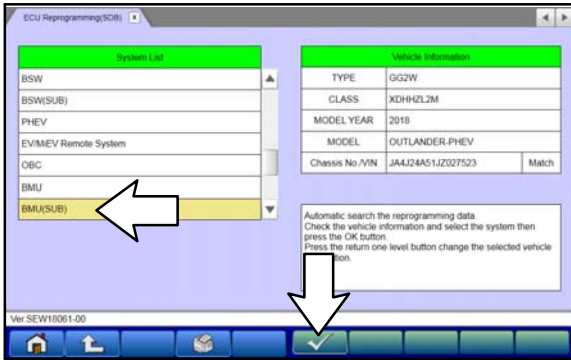 ECU Reprogramming(SDB)
System List
BSW
BSW(SUB)
PHEV
EV/MiEV Remote System
OBC
BMU
BMU(SUB)
Vehicle Information
TYPE GG2W
CLASS XDHHZL2M
MODEL YEAR 2018
MODEL OUTLANDER-PHEV
Chassis No./VIN JA4J24A51JZ027523 Match
Automatic search the reprogramming data.
Check the vehicle information and select the system then
press the OK button.
Press the return one level button change the selected vehicle
Ver.SEW18061-00